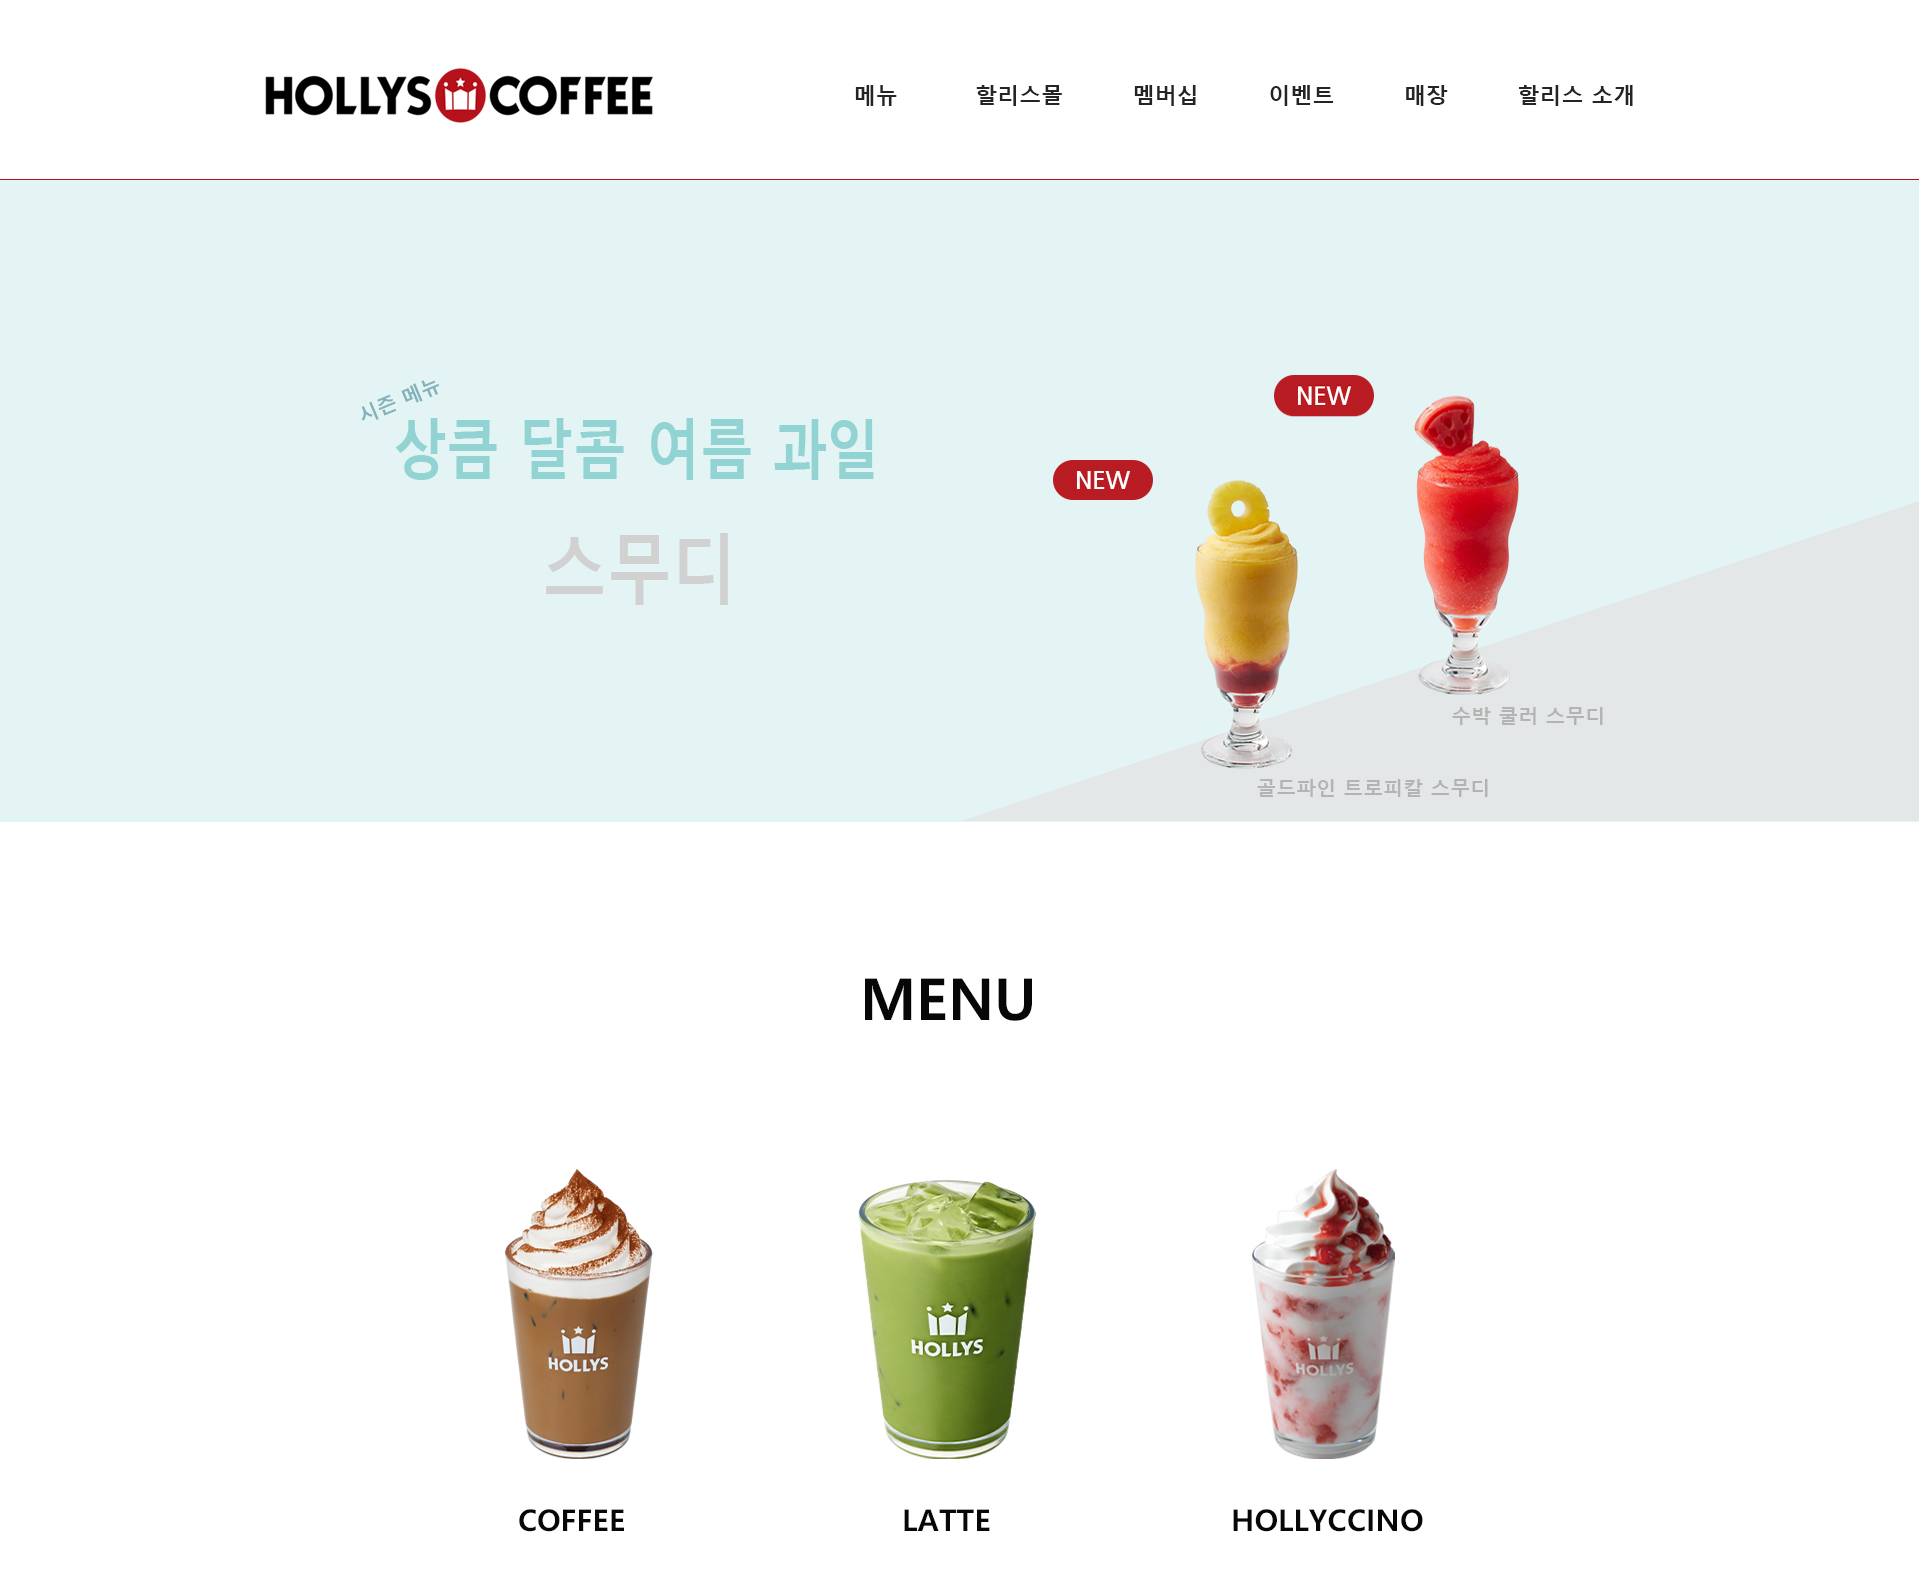 HOLLYS COFFEE
메뉴 할리스몰 멤버십 이벤트 매장 할리스 소개
시즌 메뉴
상큼 달콤 여름 과일
스무디
NEW
NEW
수박 쿨러 스무디
골드파인 트로피칼 스무디
MENU
HOLLYS
HOLLYS
HOLLYS
COFFEE
LATTE
HOLLYCCINO